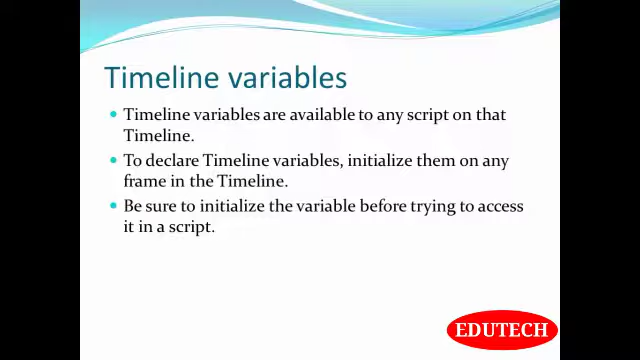 Timeline variables
Timeline variables are available to any script on that
Timeline.
To declare Timeline variables, initialize them on any
frame in the Timeline.
Be sure to initialize the variable before trying to access
it in a script.
EDUTECH